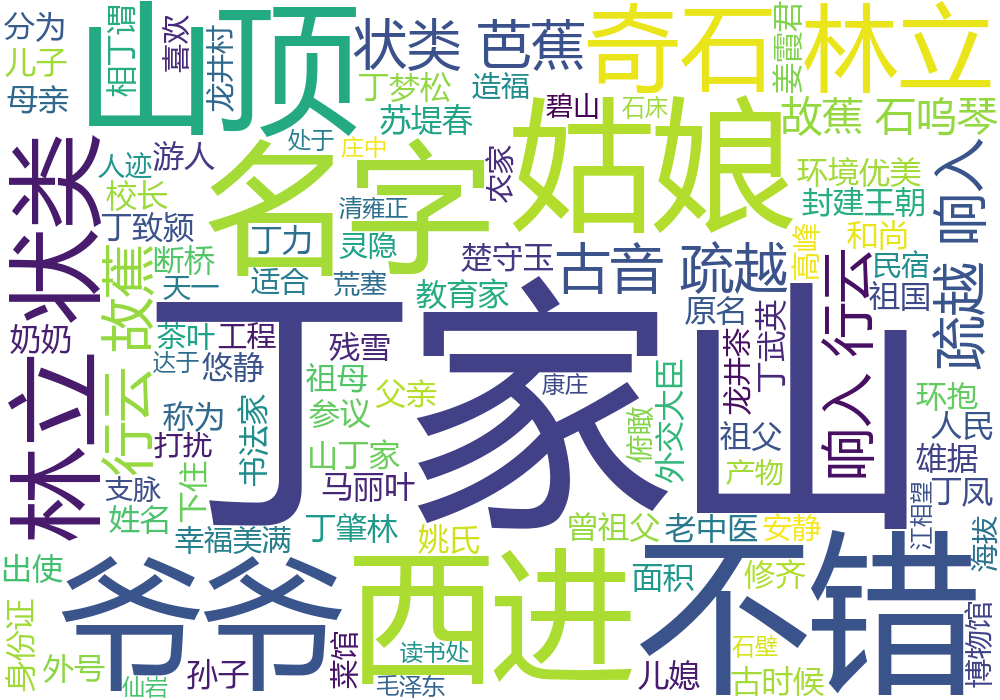 分为
儿子
母亲
山顶
相丁谓
喜欢
龙井村
状类
芭蕉
奇石
姜霞君
林立
丁梦松
造福
苏堤春
碧山
石床
故蕉
石鸣琴
处于
庄中
姑娘
名字
农家
状类
人迹
游人
校长
丁致颍
清雍正
环境优美
封建王朝
响入
丁力
灵隐
楚守玉
古音
疏越
高峰
和尚
民宿
行云
祖国
疏越
故蕉
断桥
天一
适合
荒塞
教育家
原名
奶奶
茶叶
工程
达于
悠静
残雪
丁家山
龙井茶
丁武英
林立
行云
称为
打扰
支脉
下住
书法家
祖母
参议
父亲
康庄
俯瞰
外交大臣
祖父
产物
响入
环抱
人民
雄据
山丁家
马丽叶
姓名
丁凤
江相望
幸福美满
丁肇林
姚氏
曾祖父
老中医
安静
海拔
出使
爷爷
西进
不错
面积
修齐
身份证
外号
仙岩
孙子
菜馆
读书处
毛泽东
儿媳
石壁
古时候
博物馆